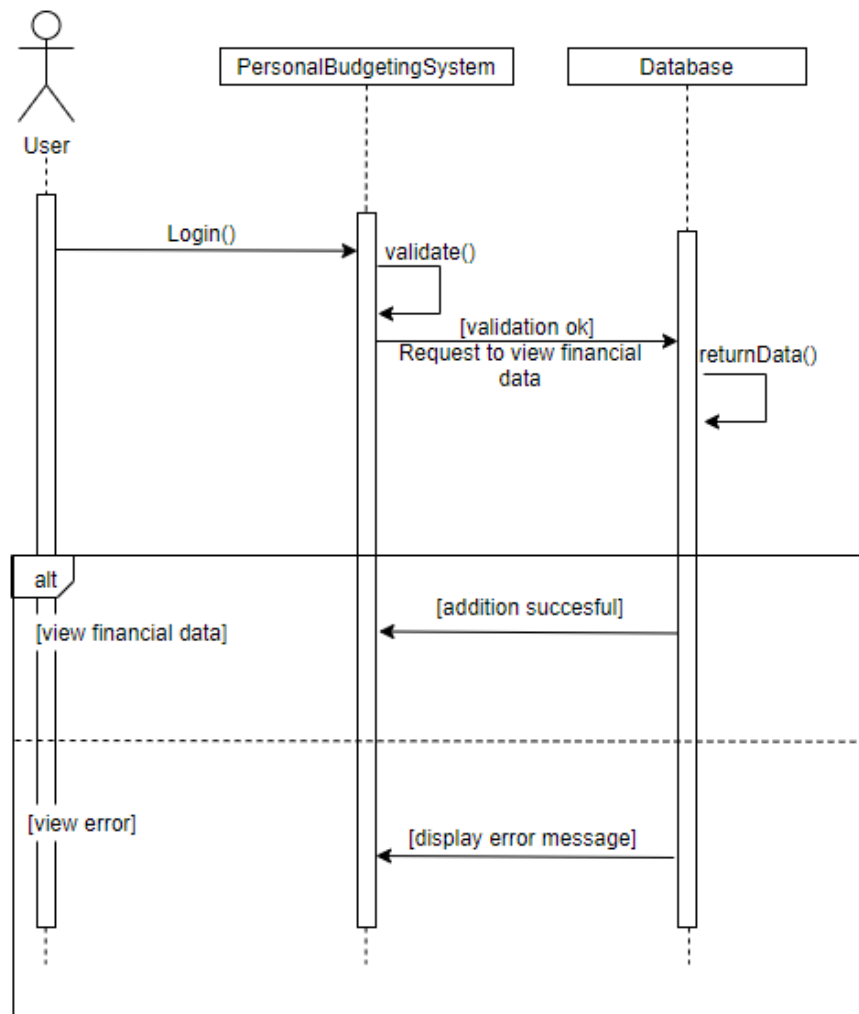 PersonalBudgetingSystem
Database
User
Login()
validate()
[validation ok]
Request to view financial
data
returnData()
alt
[addition succesful]
[view financial data]
[view error]
[display error message]